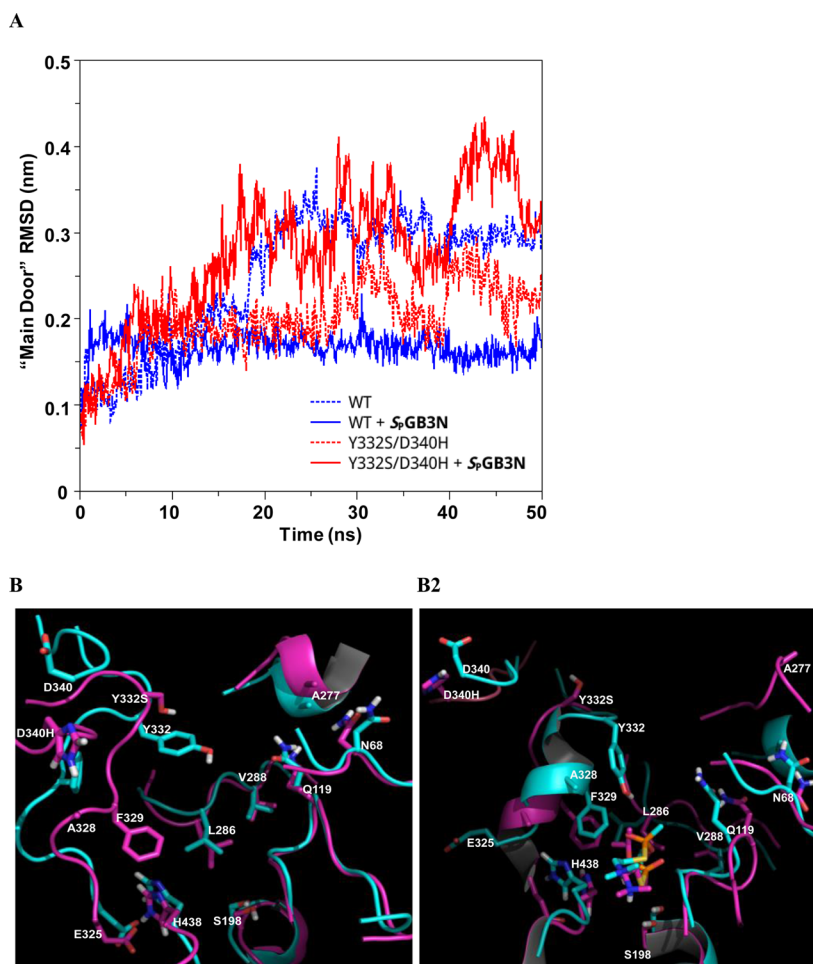 A
0.5
0.4
0.3
0.2
0.1
0
"Main Door" RMSD (nm)
WT
WT + SPGB3N
Y332S/D340H
Y332S/D340H + SPGB3N
0 10 20 30 40 50
Time (ns)
B
D340
Y332S
A277
D340H
Y332
N68
V288
Q119
A328
F329
L286
H438
S198
E325
B2
D340
A277
D340H
Y332S
Y332
A328
N68
F329
L286
E325
V288
Q119
H438
S198